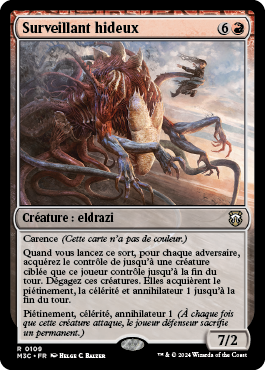 Surveillant hideux 6
Créature : eldrazi
Carence (Cette carte n'a pas de couleur.)
Quand vous lancez ce sort, pour chaque adversaire,
acquérez le contrôle de jusqu'à une créature
ciblée que ce joueur contrôle jusqu'à la fin du
tour. Dégagez ces créatures. Elles acquièrent le
piétinement, la célérité et annihilateur 1 jusqu'à la
fin du tour.
Piétinement, célérité, annihilateur 1 (À chaque fois
que cette créature attaque, le joueur défenseur sacrifie
un permanent.)
7/2
R 0109
M3C • FR Helge C. Balzer
™ & © 2024 Wizards of the Coast